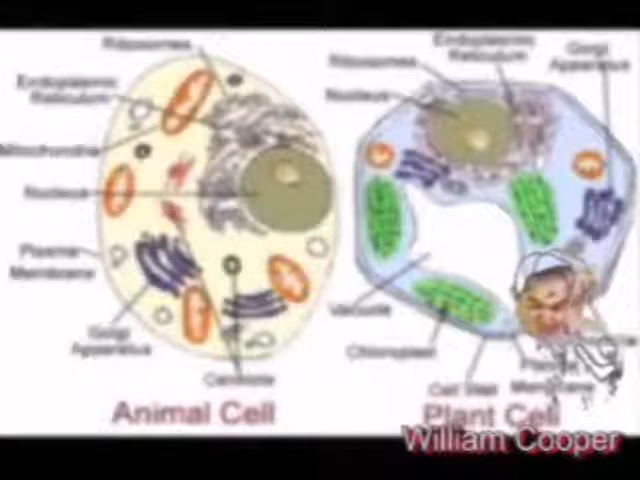 Ribosomes
Endoplasmic
Reticulum
Mitochondria
Nucleus
Plasma
Membrane
Golgi
Apparatus
Centriole
Animal Cell
Endoplasmic
Reticulum
Ribosomes
Nucleus
Golgi
Apparatus
Vacuole
Chloroplast
Cell Wall
Plasma
Membrane
Plant Cell
William Cooper